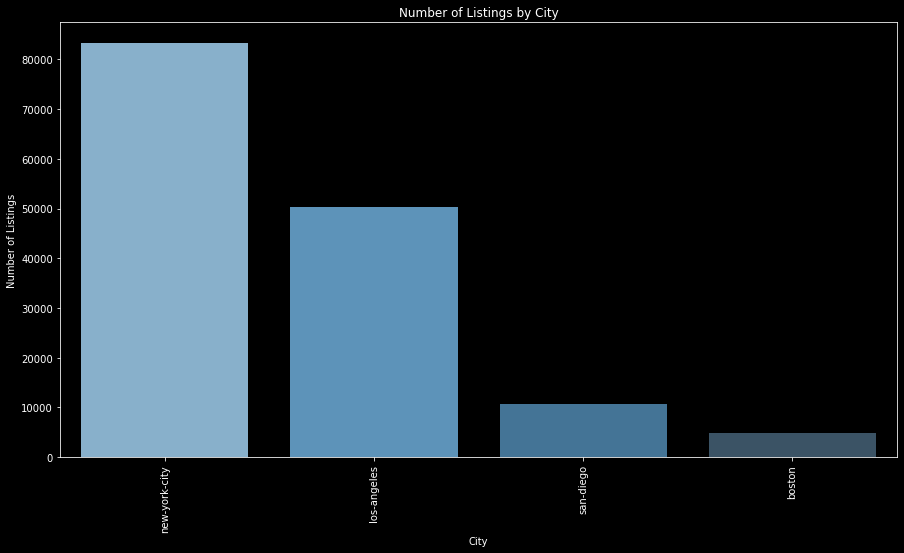 Number of Listings by City
Number of Listings
80000
70000
60000
50000
40000
30000
20000
10000
0
new-york-city
los-angeles
san-diego
boston
City